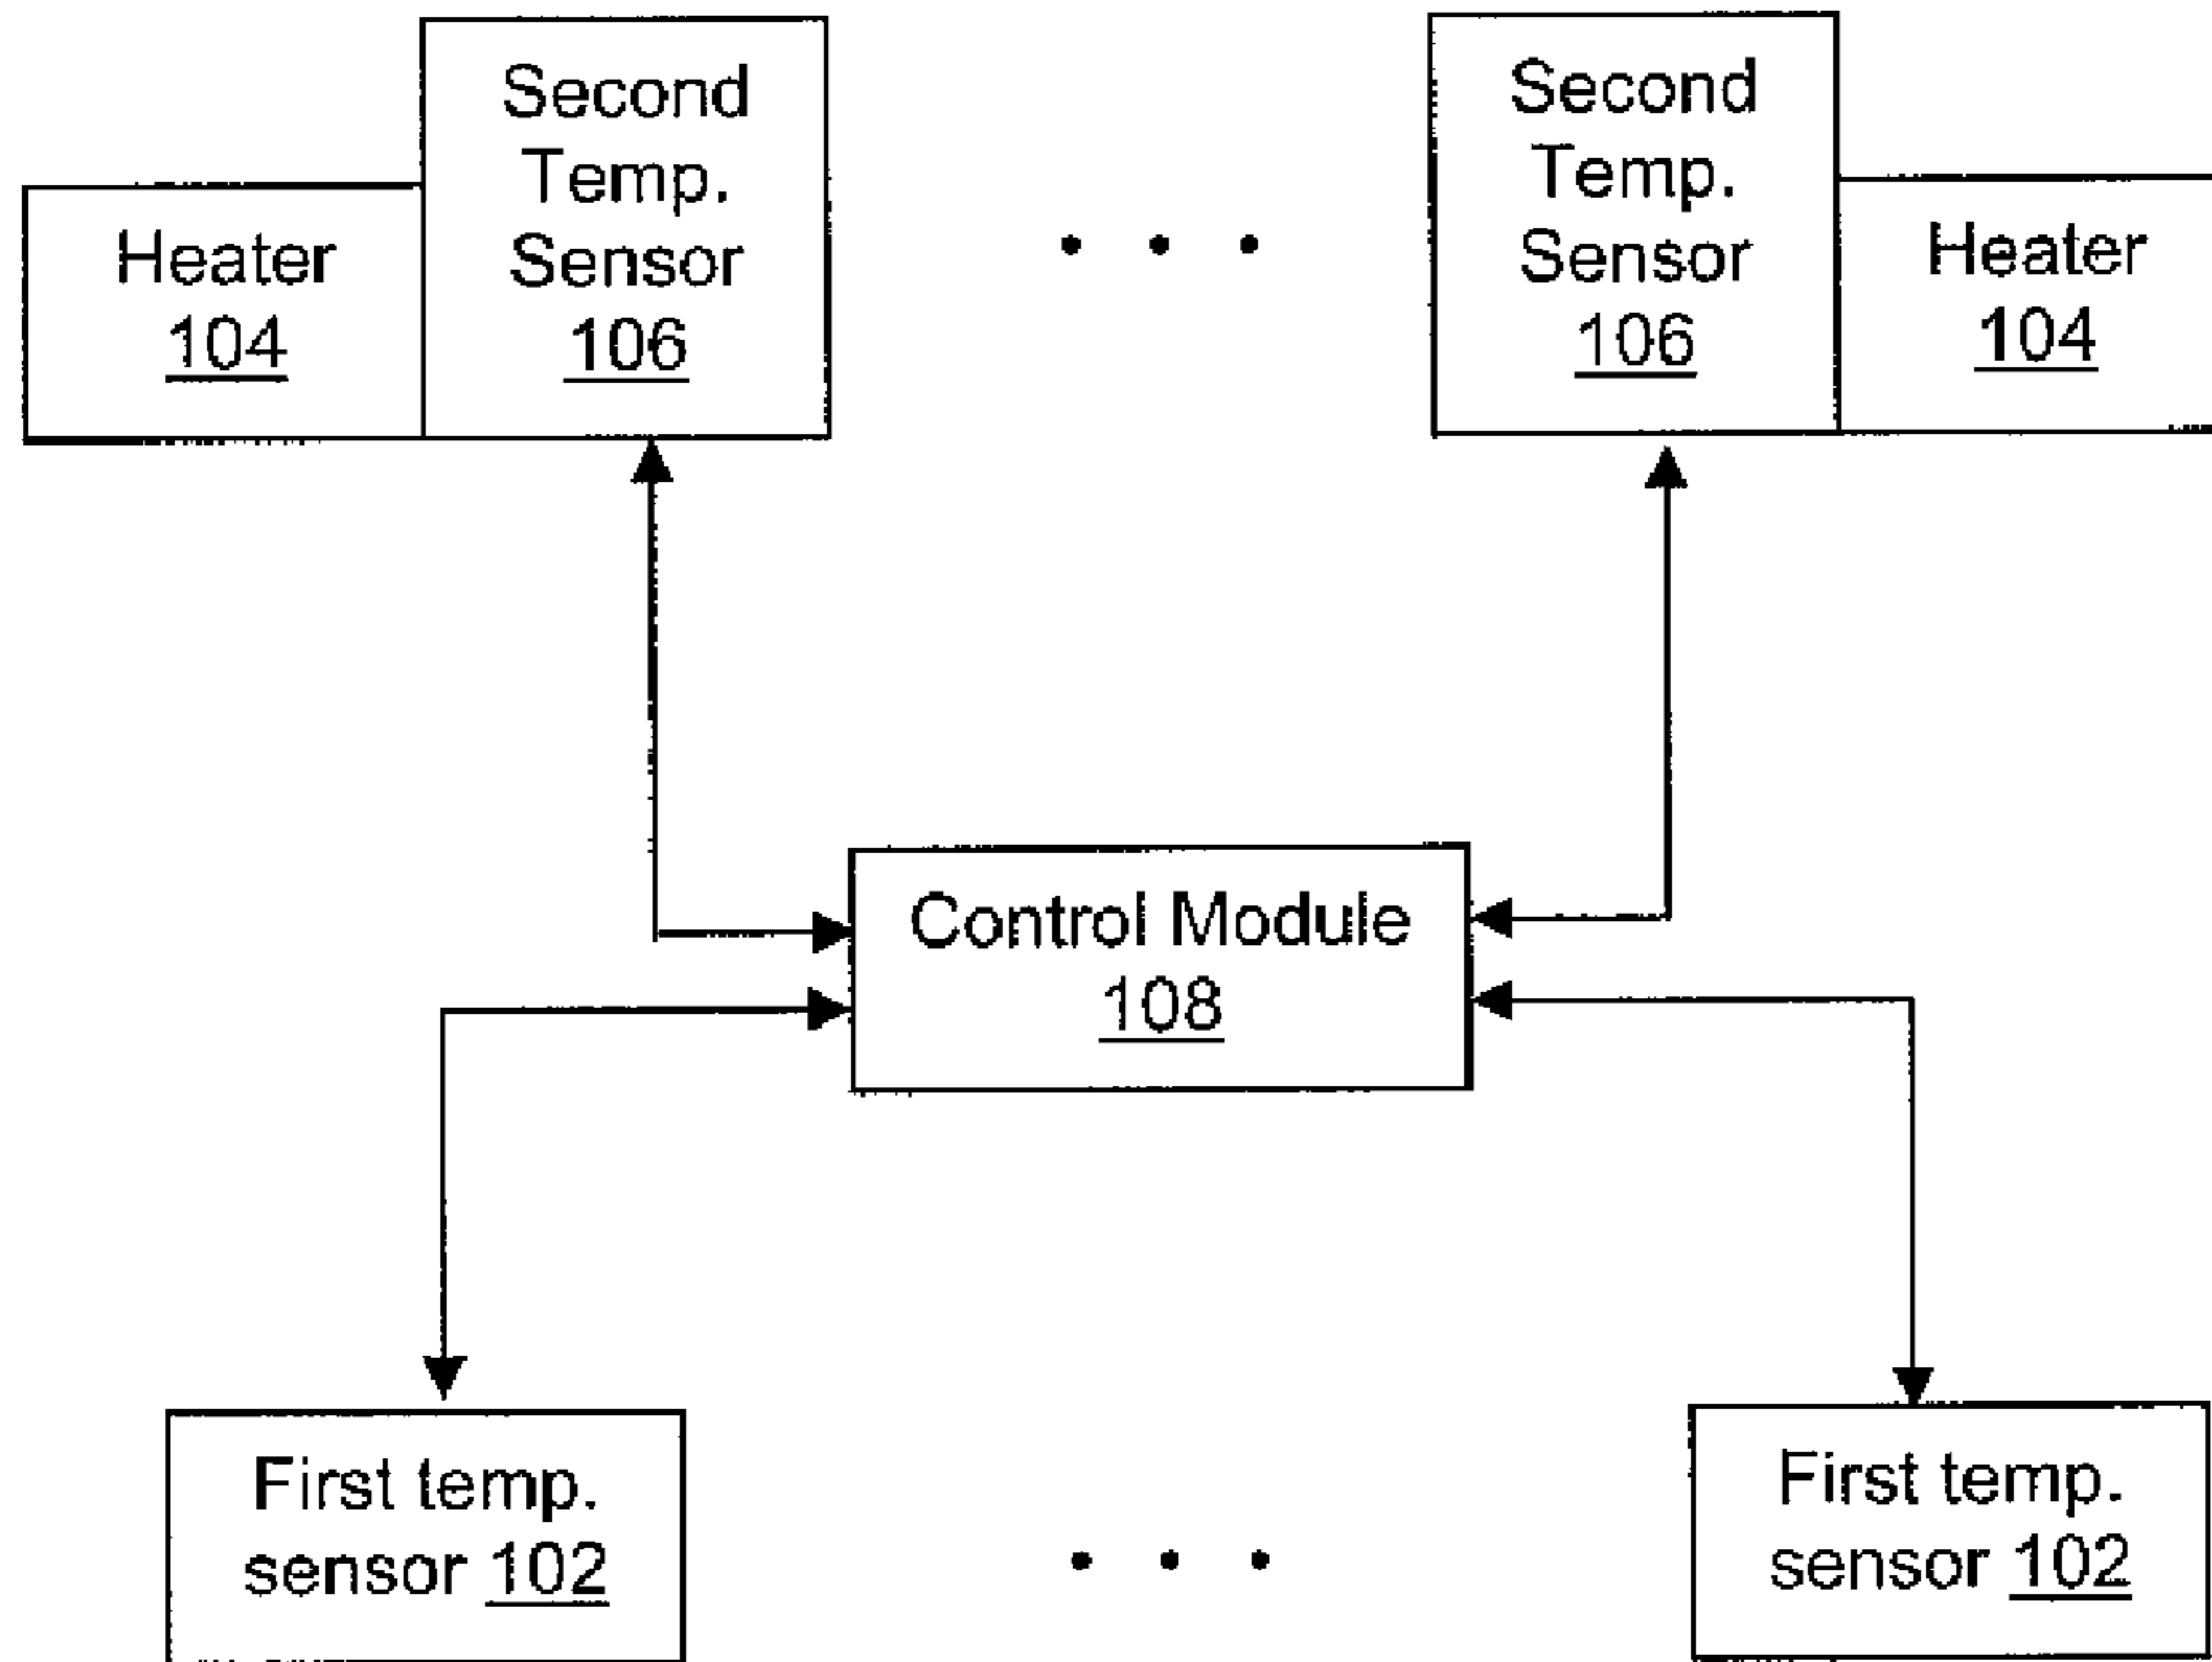 Second
Temp.
Sensor
106
Heater
104
Second
Temp.
Sensor
106
Heater
104
Control Module
108
First temp.
sensor 102
First temp.
sensor 102